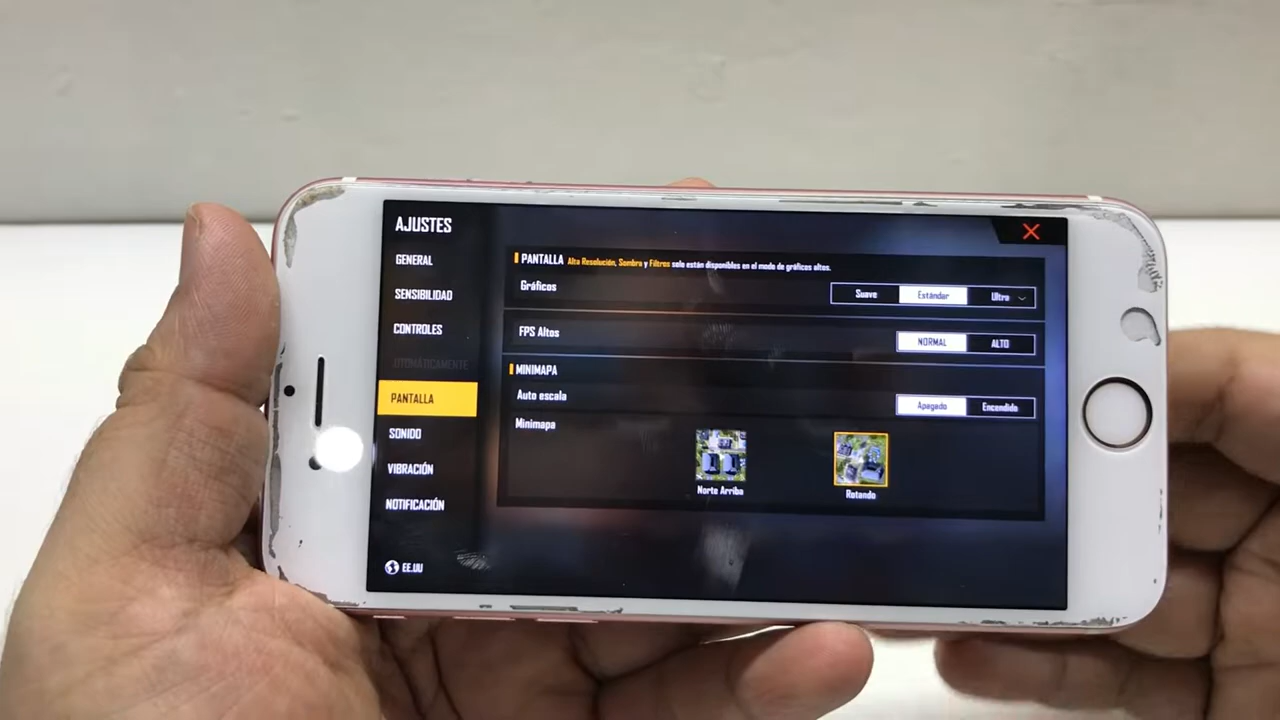 AJUSTES
GENERAL
SENSIBILIDAD
CONTROLES
OTOMÁTICAMENTE
PANTALLA
SONIDO
VIBRACIÓN
NOTIFICACIÓN
EE.UU
PANTALLA Alta Resolución, Sombra y Filtros solo están disponibles en el modo de gráficos altos.
Gráficos Suave Estándar Ultra
FPS Altos NORMAL ALTO
MINIMAPA
Auto escala Apagado Encendido
Minimapa
Norte Arriba Rotando